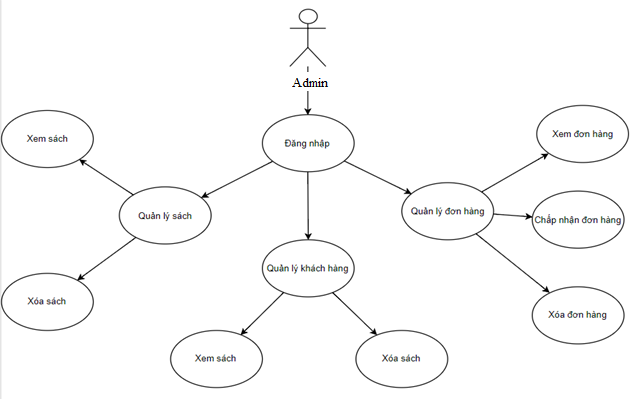 Admin
Đăng nhập
Xem sách
Xem đơn hàng
Quản lý sách
Quản lý đơn hàng
Chấp nhận đơn hàng
Quản lý khách hàng
Xóa sách
Xóa đơn hàng
Xem sách
Xóa sách